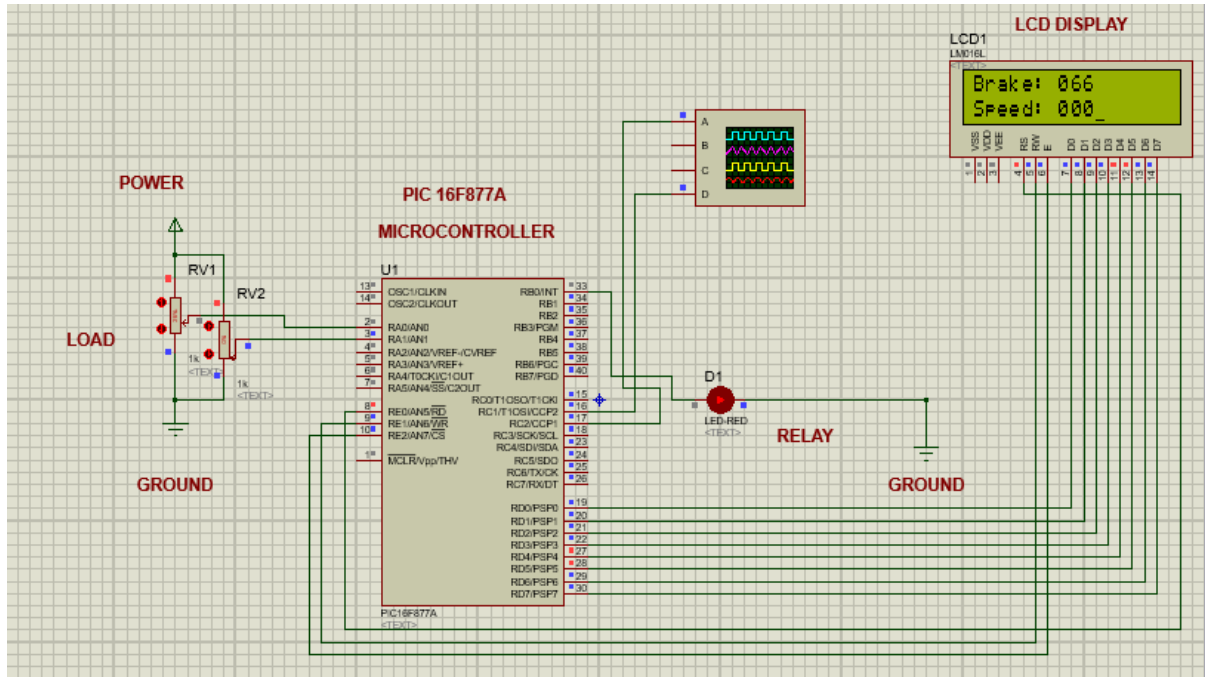 LCD DISPLAY
LCD1
LM016L
<TEXT>
Brake: 066
Speed: 000_
VSS
VDD
VEE
RS
RW
E
D0
D1
D2
D3
D4
D5
D6
D7
1
2
3
4
5
6
7
8
9
10
11
12
13
14
A
B
C
D
POWER
PIC 16F877A
MICROCONTROLLER
RV1
RV2
LOAD
1k
<TEXT>
1k
<TEXT>
GROUND
U1
13 OSC1/CLKIN
14 OSC2/CLKOUT
2 RA0/AN0
3 RA1/AN1
4 RA2/AN2/VREF-/CVREF
5 RA3/AN3/VREF+
6 RA4/T0CKI/C1OUT
7 RA5/AN4/SS/C2OUT
8 RE0/AN5/RD
9 RE1/AN6/WR
10 RE2/AN7/CS
1 MCLR/Vpp/THV
RB0/INT 33
RB1 34
RB2 35
RB3/PGM 36
RB4 37
RB5 38
RB6/PGC 39
RB7/PGD 40
RC0/T1OSO/T1CKI 15
RC1/T1OSI/CCP2 16
RC2/CCP1 17
RC3/SCK/SCL 18
RC4/SDI/SDA 23
RC5/SDO 24
RC6/TX/CK 25
RC7/RX/DT 26
RD0/PSP0 19
RD1/PSP1 20
RD2/PSP2 21
RD3/PSP3 22
RD4/PSP4 27
RD5/PSP5 28
RD6/PSP6 29
RD7/PSP7 30
PIC16F877A
<TEXT>
D1
LED-RED
<TEXT>
RELAY
GROUND